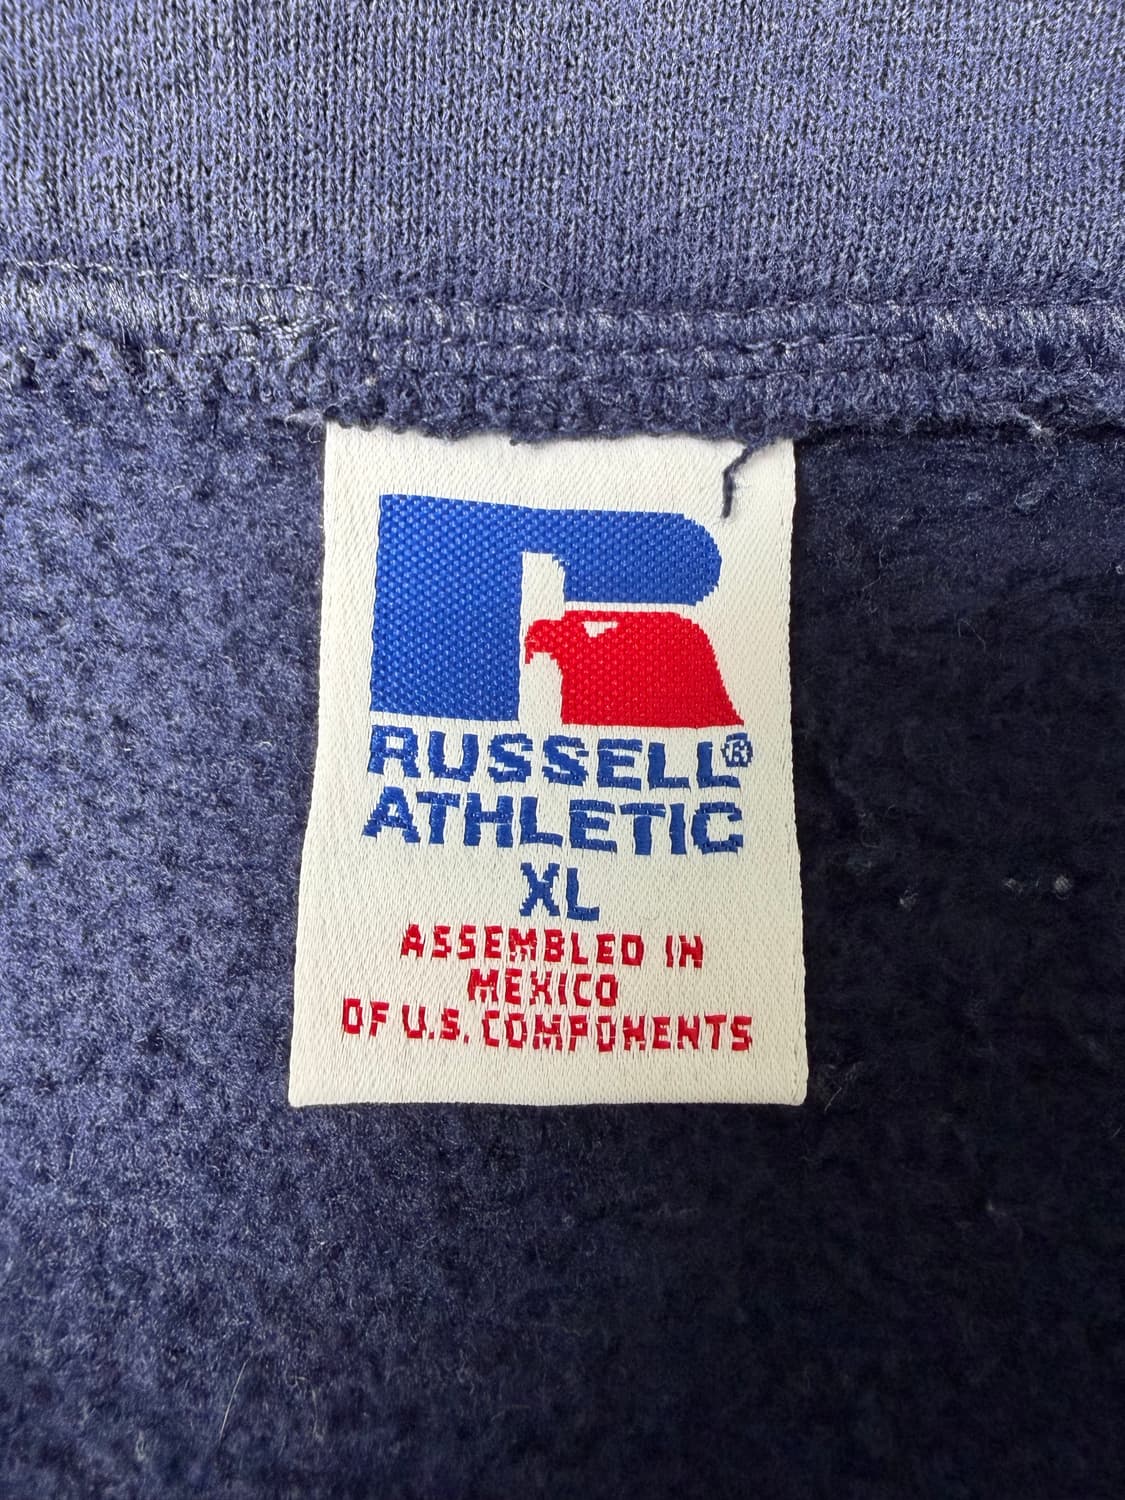 RUSSELL®
ATHLETIC
XL
ASSEMBLED IN
MEXICO
OF U.S. COMPONENTS